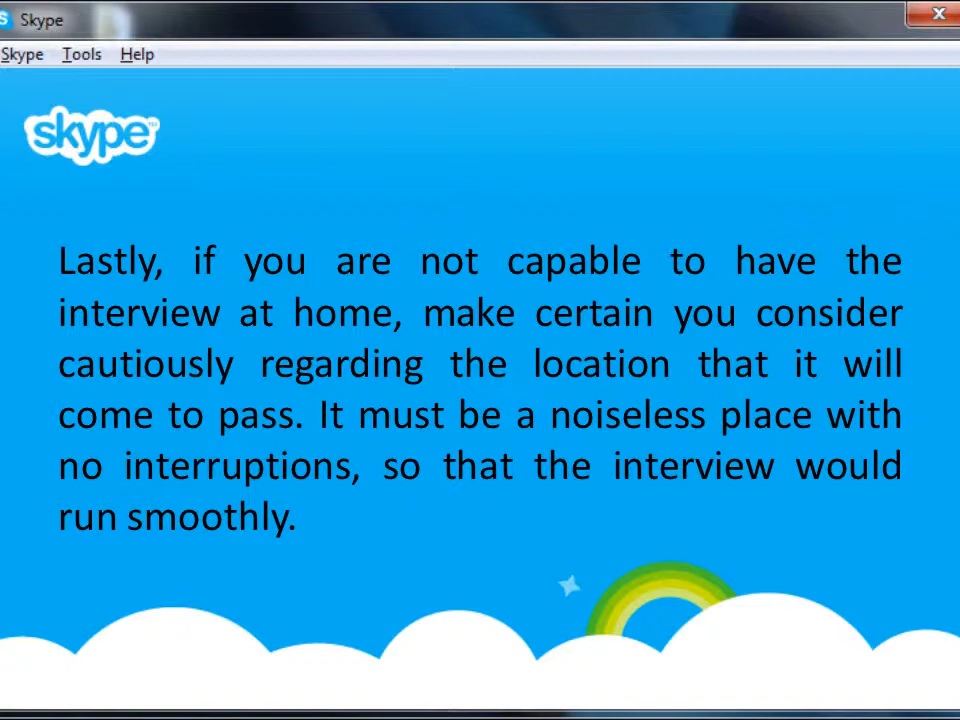 Skype
Skype Tools Help
skype™
Lastly, if you are not capable to have the
interview at home, make certain you consider
cautiously regarding the location that it will
come to pass. It must be a noiseless place with
no interruptions, so that the interview would
run smoothly.